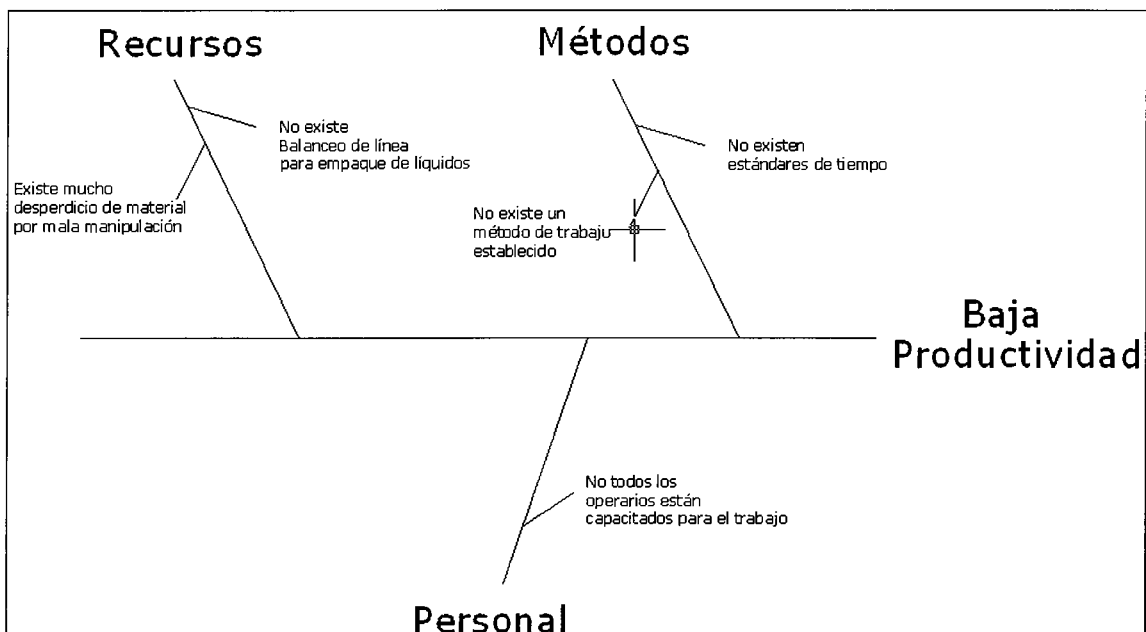 Recursos
Métodos
No existe
Balanceo de línea
para empaque de líquidos
Existe mucho
desperdicio de material
por mala manipulación
No existen
estándares de tiempo
No existe un
método de trabaju
establecido
Baja
Productividad
No todos los
operarios están
capacitados para el trabajo
Personal